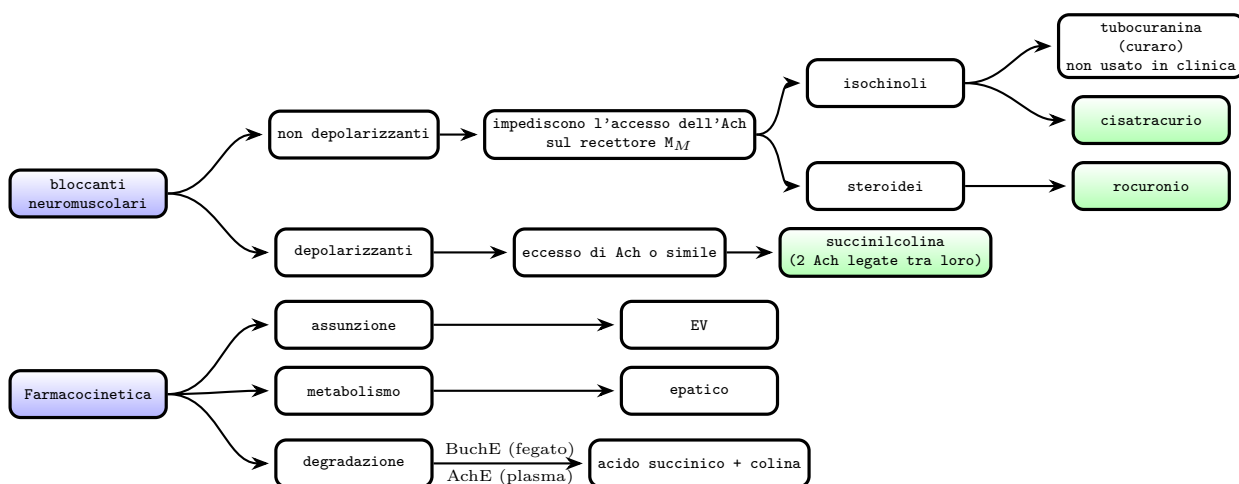 tubocuranina
(curaro)
non usato in clinica
isochinoli
cisatracurio
non depolarizzanti
impediscono l'accesso dell'Ach
sul recettore M_M
steroidei
rocuronio
bloccanti
neuromuscolari
depolarizzanti
eccesso di Ach o simile
succinilcolina
(2 Ach legate tra loro)
assunzione
EV
Farmacocinetica
metabolismo
epatico
degradazione
BuchE (fegato)
AchE (plasma)
acido succinico + colina